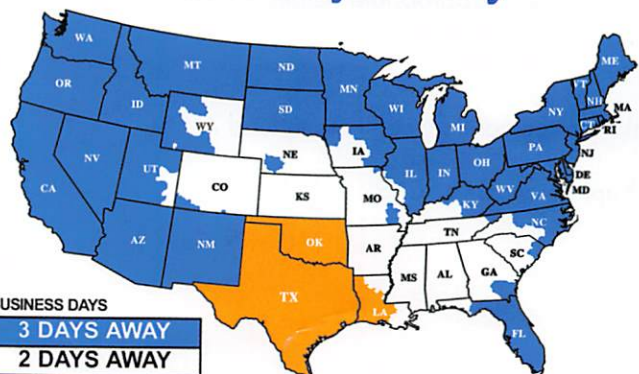 WA
MT
ND
MN
ME
OR
ID
SD
WI
VT
NH
MA
WY
MI
NY
CT
RI
NV
UT
NE
IA
PA
NJ
CA
CO
IL
IN
OH
DE
MD
KS
MO
WV
VA
KY
NC
AZ
NM
OK
AR
TN
SC
TX
MS
AL
GA
LA
FL
USINESS DAYS
3 DAYS AWAY
2 DAYS AWAY